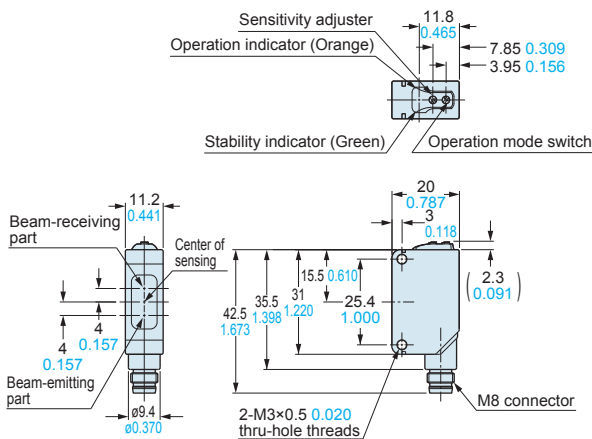 Sensitivity adjuster
Operation indicator (Orange)
11.8
0.465
7.85 0.309
3.95 0.156
Stability indicator (Green)
Operation mode switch
11.2
0.441
Beam-receiving
part
Center of
sensing
4
0.157
4
0.157
Beam-emitting
part
ø9.4
ø0.370
20
0.787
3
0.118
2.3
(0.091)
15.5 0.610
25.4
1.000
31
1.220
35.5
1.398
42.5
1.673
2-M3×0.5 0.020
thru-hole threads
M8 connector